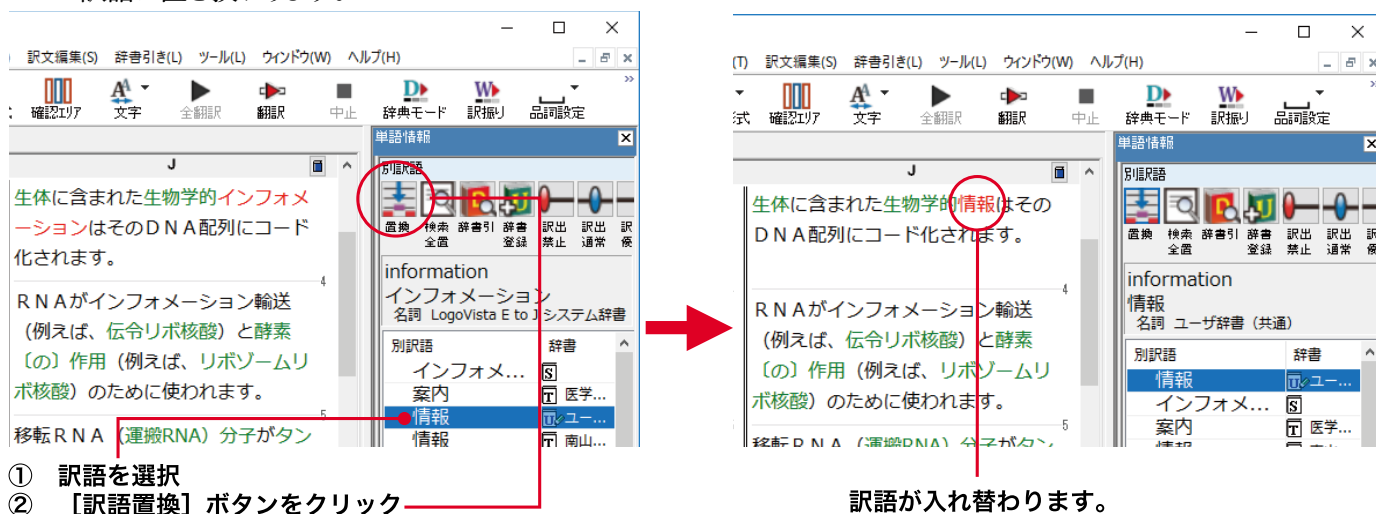 訳文編集(S) 辞書引き(L) ツール(L) ウインドウ(W) ヘルプ(H)
確認エリア 文字 全翻訳 翻訳 中止 辞典モード 訳振り 品詞設定
J
生体に含まれた生物学的インフォメ
ーションはそのＤＮＡ配列にコード
化されます。
4
ＲＮＡがインフォメーション輸送
（例えば、伝令リボ核酸）と酵素
〔の〕作用（例えば、リボゾームリ
ボ核酸）のために使われます。
5
移転ＲＮＡ（運搬RNA）分子がタン
単語情報
別訳語
置換 検索全置 辞書引 辞書登録 訳出禁止 訳出通常
information
インフォメーション
名詞 LogoVista E to J システム辞書
別訳語 辞書
インフォメ... S
案内 T 医学...
情報 U ユー...
情報 T 南山...
① 訳語を選択
② ［訳語置換］ボタンをクリック
(T) 訳文編集(S) 辞書引き(L) ツール(L) ウインドウ(W) ヘルプ(H)
式 確認エリア 文字 全翻訳 翻訳 中止 辞典モード 訳振り 品詞設定
J
生体に含まれた生物学的情報はその
ＤＮＡ配列にコード化されます。
4
ＲＮＡがインフォメーション輸送
（例えば、伝令リボ核酸）と酵素
〔の〕作用（例えば、リボゾームリ
ボ核酸）のために使われます。
5
移転ＲＮＡ（運搬RNA）分子がタン
単語情報
別訳語
置換 検索全置 辞書引 辞書登録 訳出禁止 訳出通常
information
情報
名詞 ユーザ辞書（共通）
別訳語 辞書
情報 U ユー...
インフォメ... S
案内 T 医学...
訳語が入れ替わります。